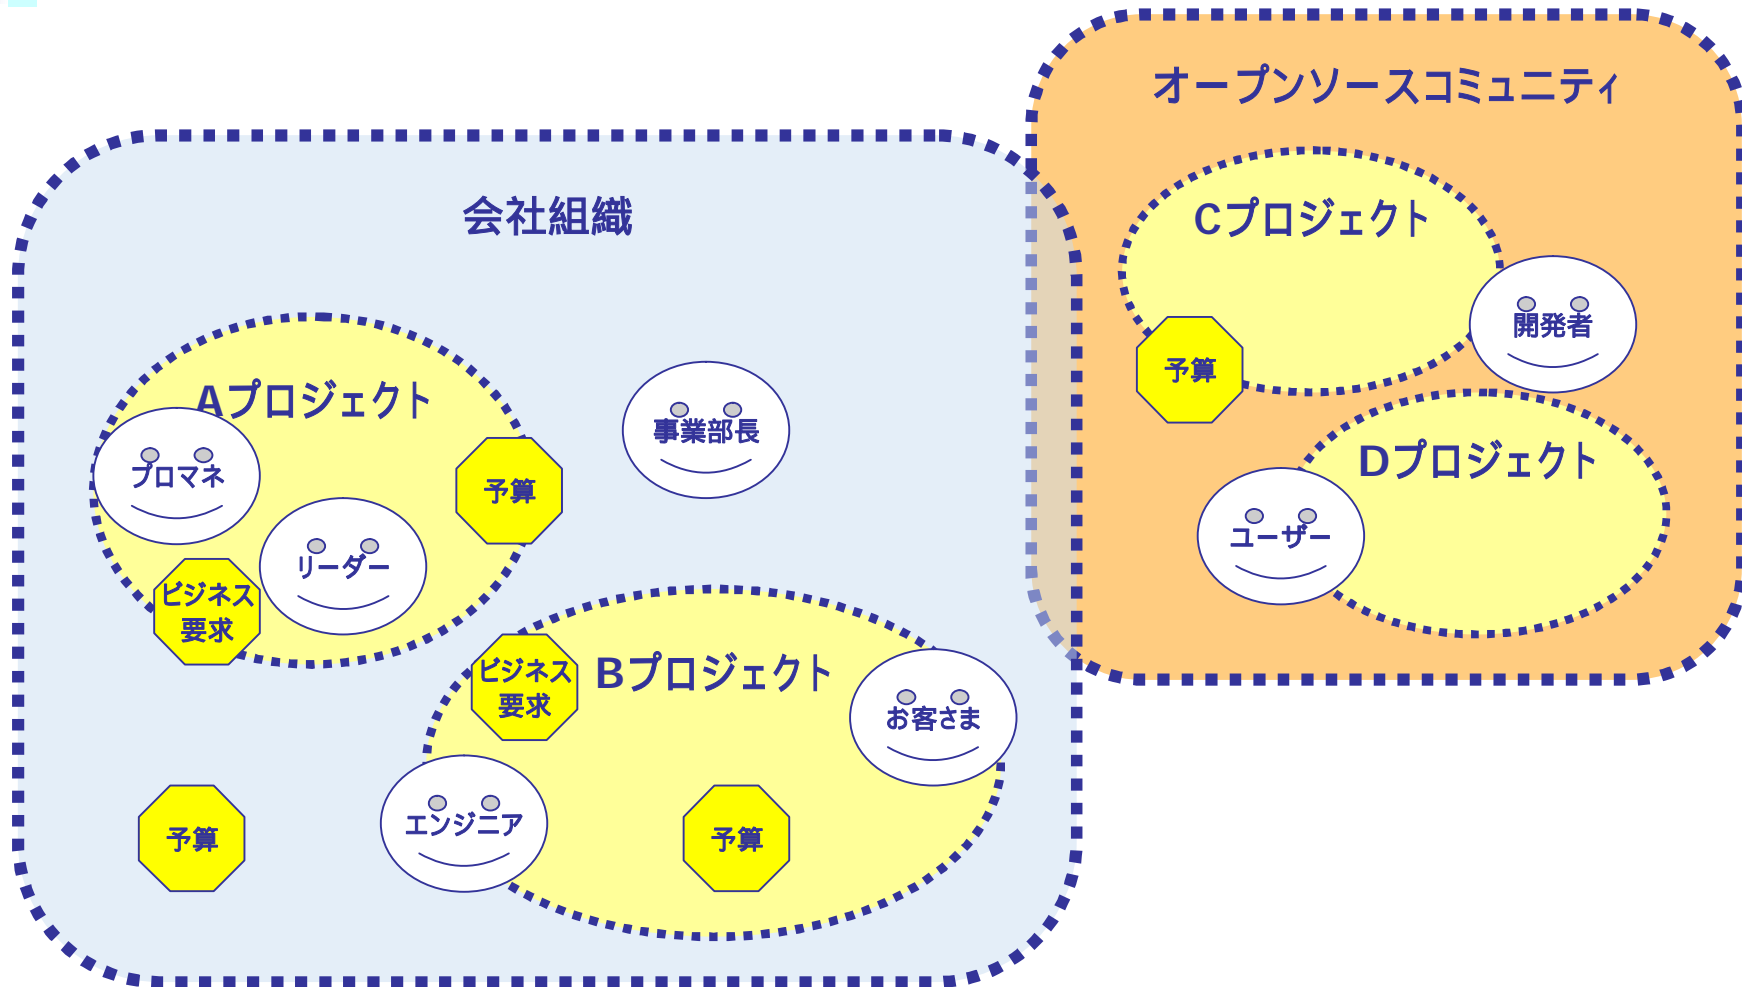 オープンソースコミュニティ
会社組織
Cプロジェクト
開発者
予算
Aプロジェクト
事業部長
プロマネ
予算
リーダー
ビジネス
要求
Dプロジェクト
ユーザー
ビジネス
要求
Bプロジェクト
お客さま
エンジニア
予算
予算